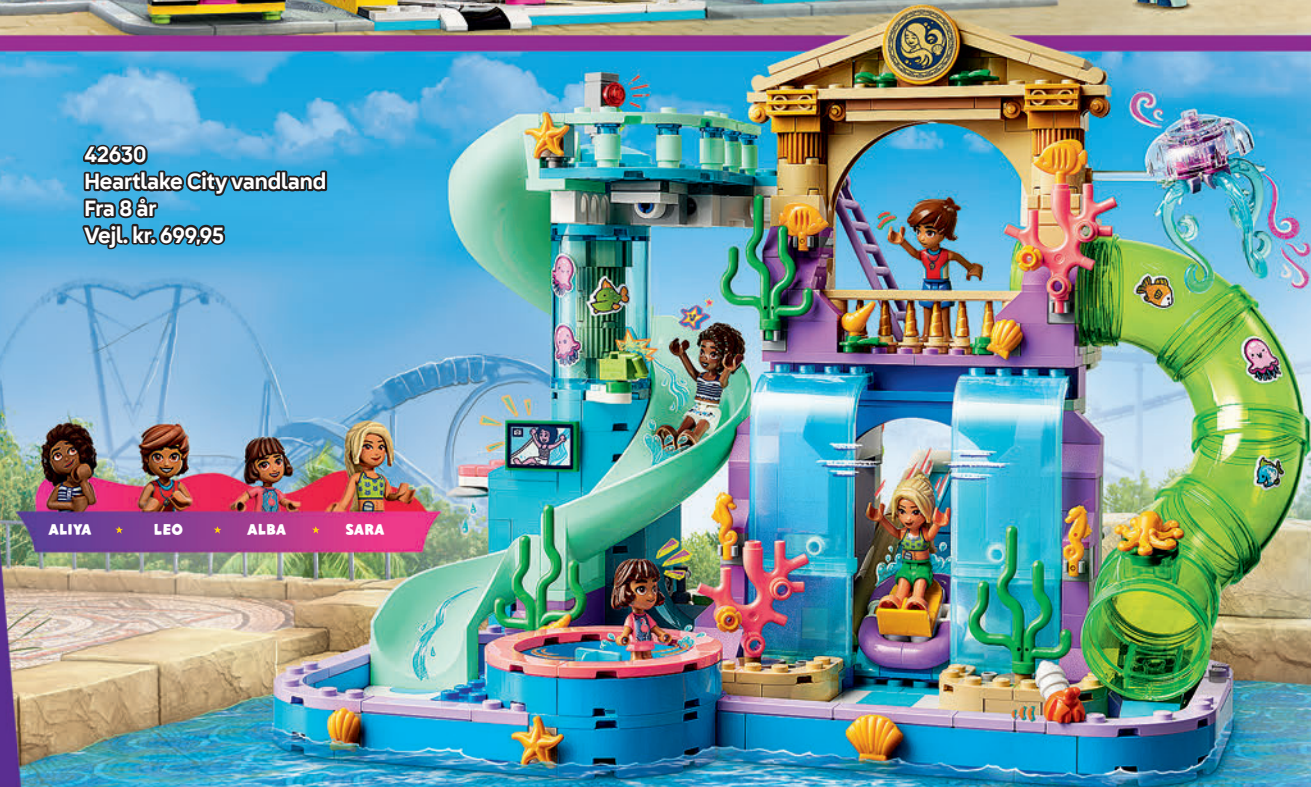 42630
Heartlake City vandland
Fra 8 år
Vejl. kr. 699,95
ALIYA ★ LEO ★ ALBA ★ SARA